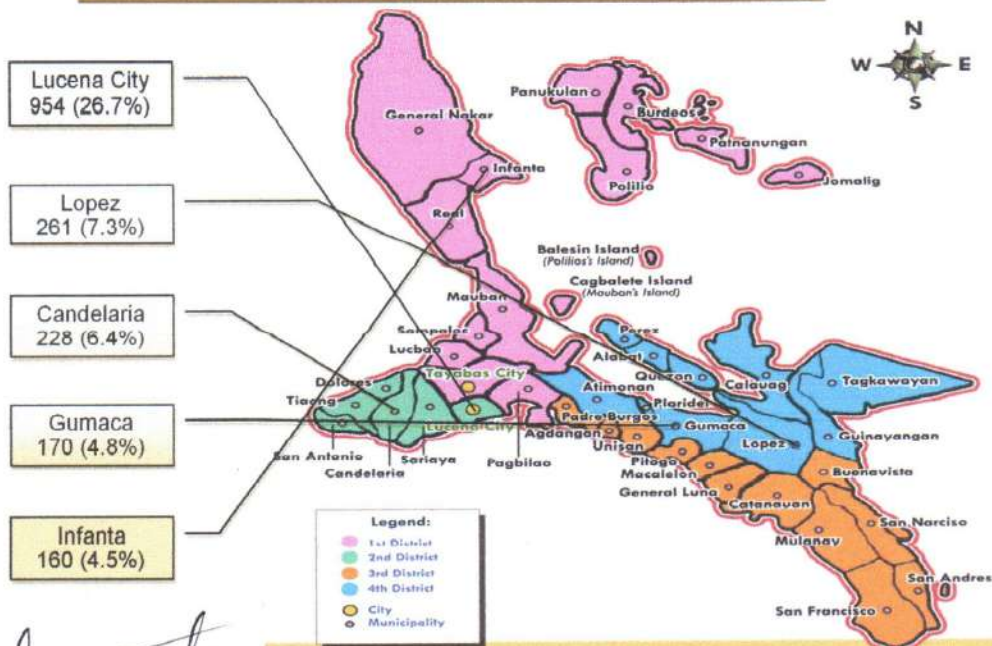 N
W E
S
Lucena City
954 (26.7%)
Lopez
261 (7.3%)
Candelaria
228 (6.4%)
Gumaca
170 (4.8%)
Infanta
160 (4.5%)
General Nakar
Infanta
Real
Panukulan
Burdeos
Patnanungan
Polilio
Jomalig
Balesin Island
(Polilios's Island)
Cagbalete Island
(Mauban's Island)
Mauban
Sampaloc
Lucban
Tayabas City
Dolores
Tiaong
Lucena City
San Antonio
Candelaria
Sariaya
Pagbilao
Perez
Alabat
Quezon
Calauag
Tagkawayan
Atimonan
Plaridel
Padre Burgos
Gumaca
Lopez
Guinayangan
Agdangan
Unisan
Pitogo
Macalelon
General Luna
Catanauan
Buenavista
San Narciso
Mulanay
San Andres
San Francisco
Legend:
1st District
2nd District
3rd District
4th District
City
Municipality